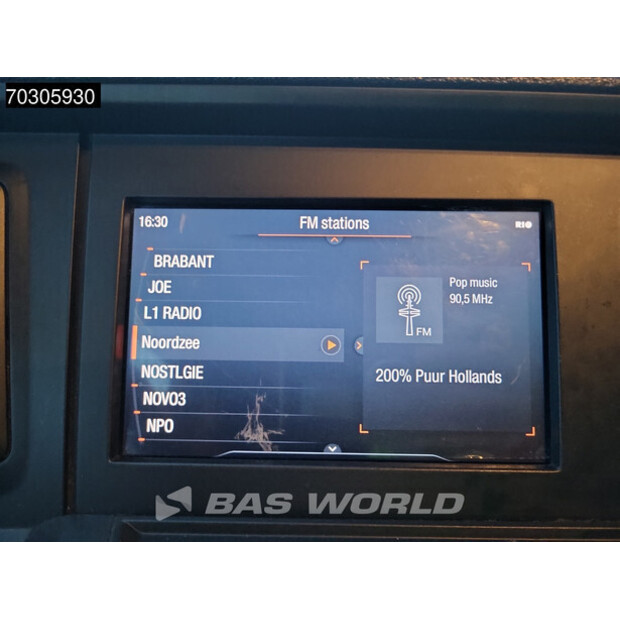 70305930
16:30
FM stations
RIO
BRABANT
JOE
L1 RADIO
Noordzee
NOSTLGIE
NOVO3
NPO
Pop music
90,5 MHz
FM
200% Puur Hollands
BAS WORLD